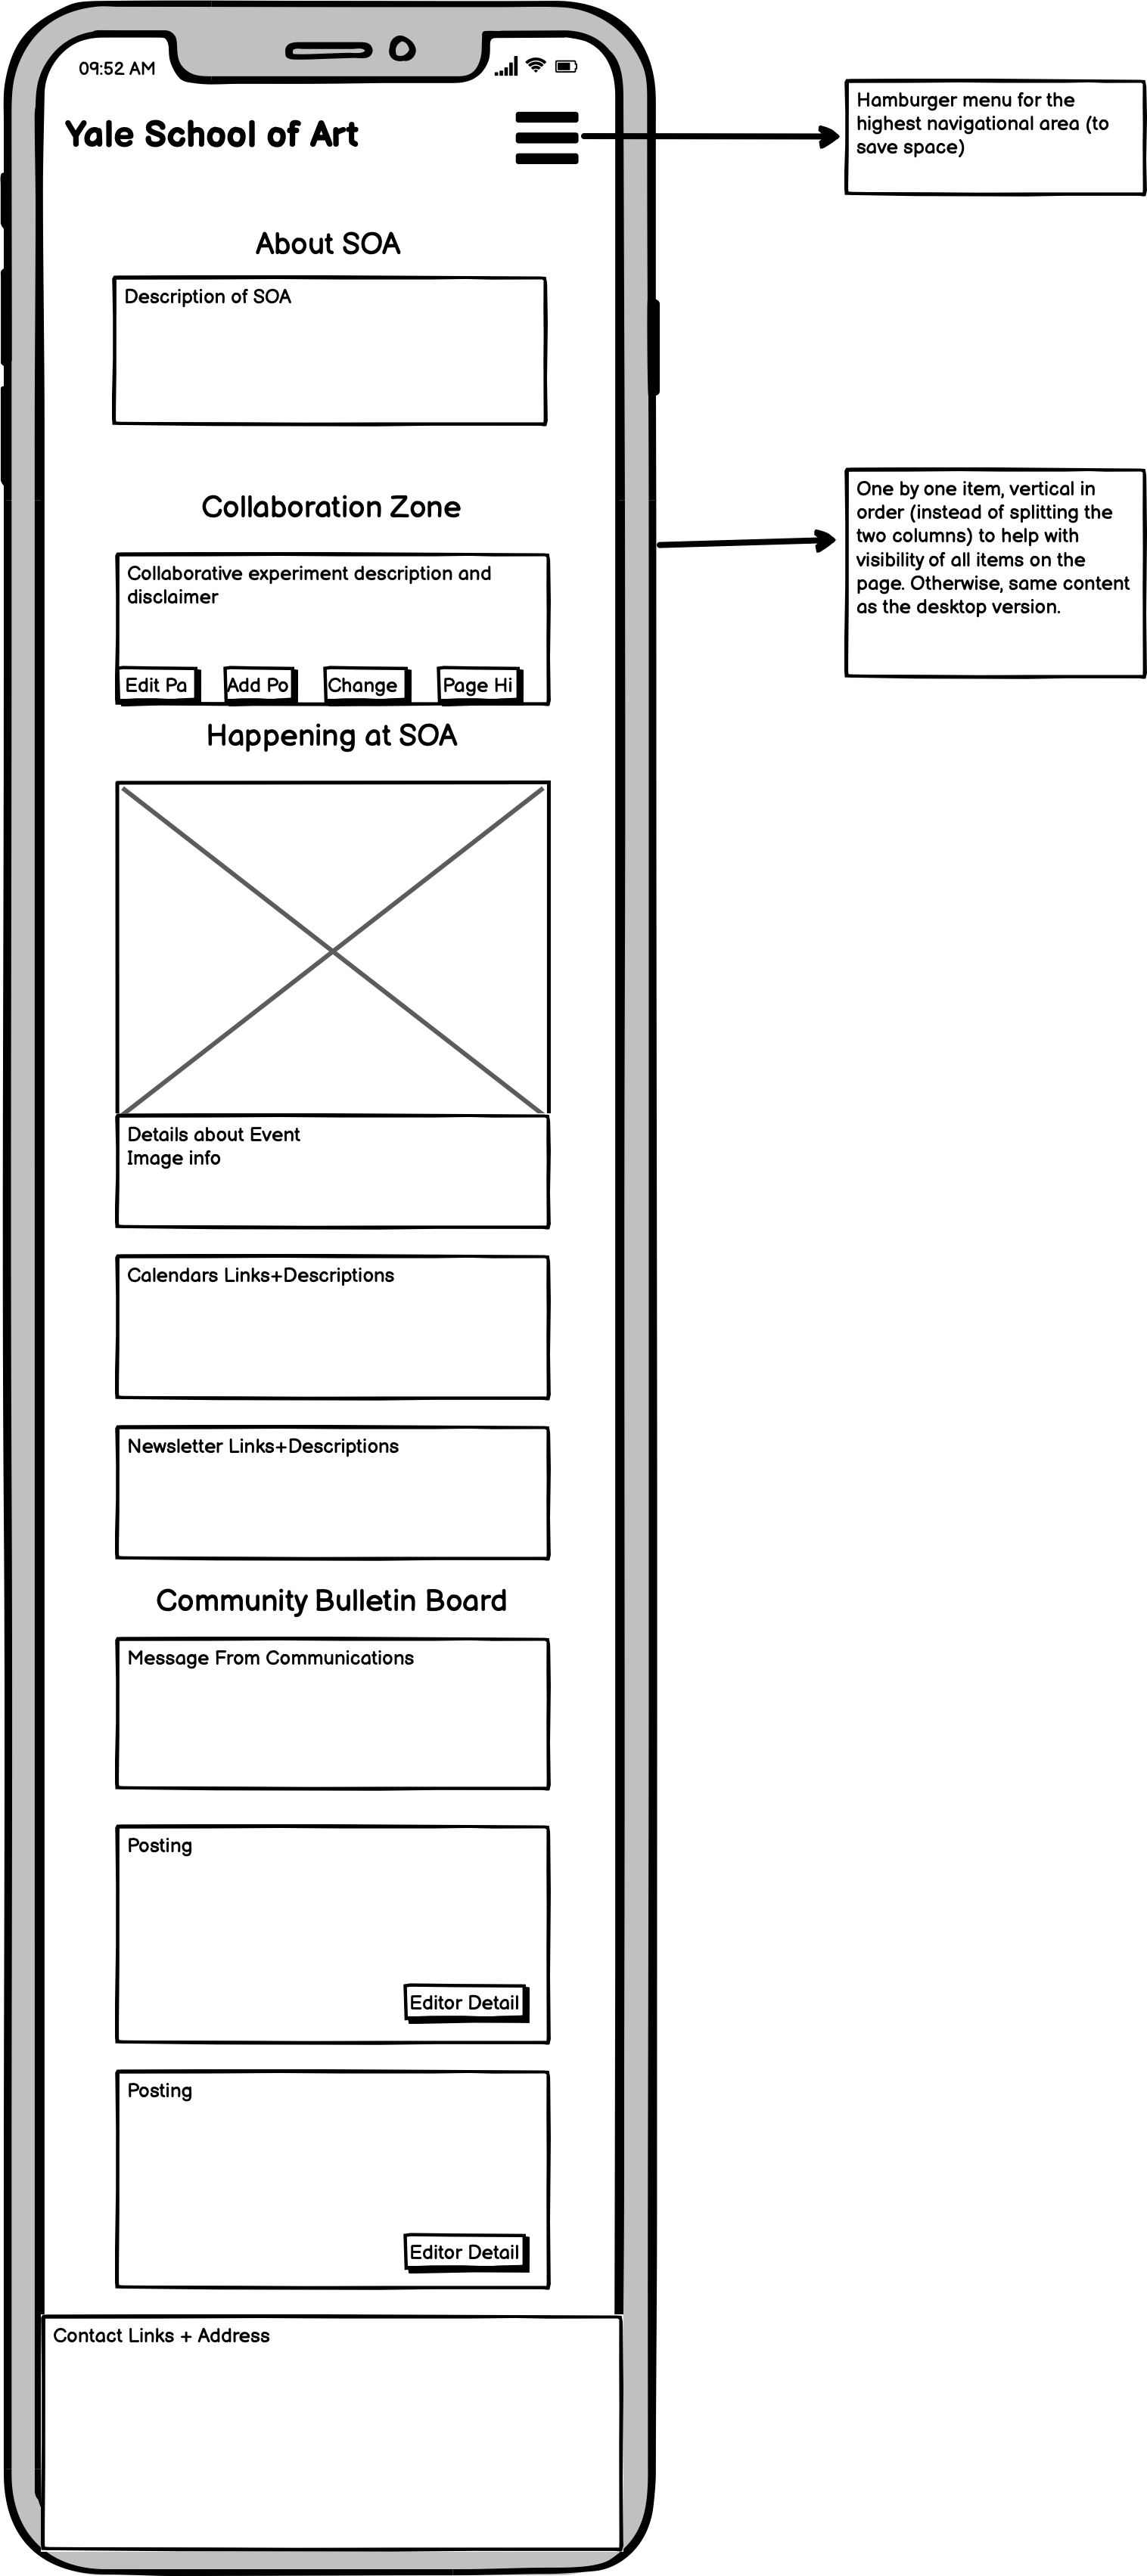 09:52 AM
Yale School of Art
Hamburger menu for the
highest navigational area (to
save space)
About SOA
Description of SOA
One by one item, vertical in
order (instead of splitting the
two columns) to help with
visibility of all items on the
page. Otherwise, same content
as the desktop version.
Collaboration Zone
Collaborative experiment description and
disclaimer
Edit Pa Add Po Change Page Hi
Happening at SOA
Details about Event
Image info
Calendars Links+Descriptions
Newsletter Links+Descriptions
Community Bulletin Board
Message From Communications
Posting
Editor Detail
Posting
Editor Detail
Contact Links + Address